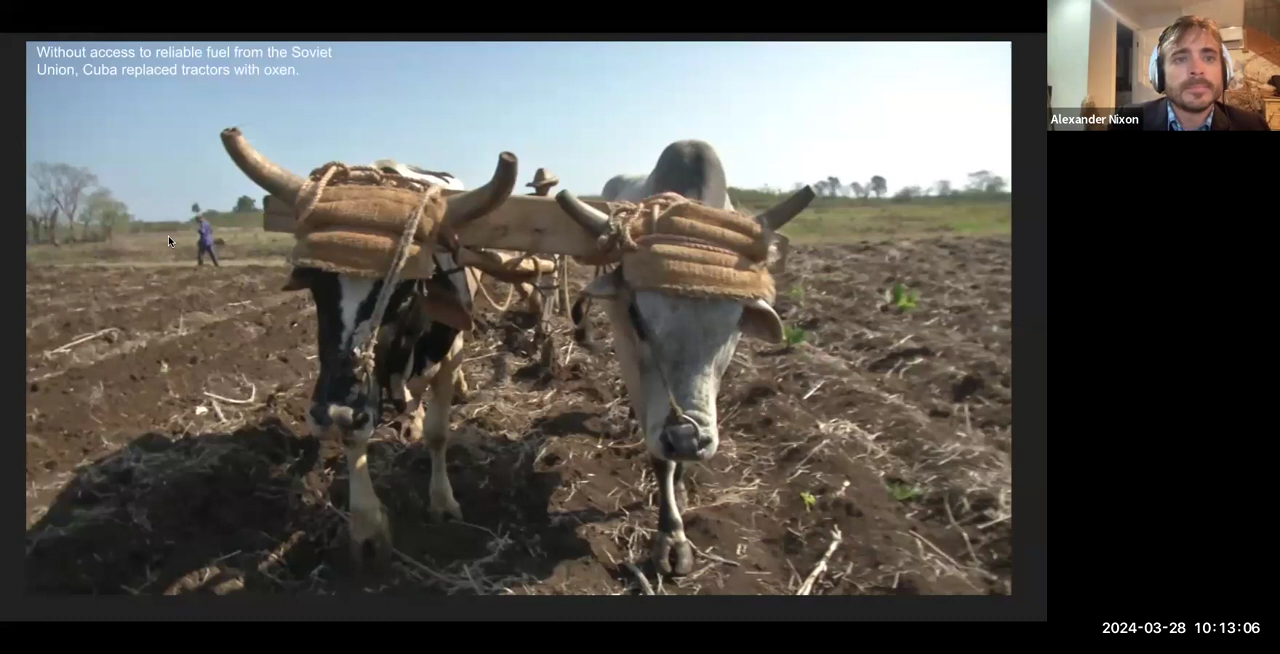 Without access to reliable fuel from the Soviet
Union, Cuba replaced tractors with oxen.
Alexander Nixon
2024-03-28 10:13:06